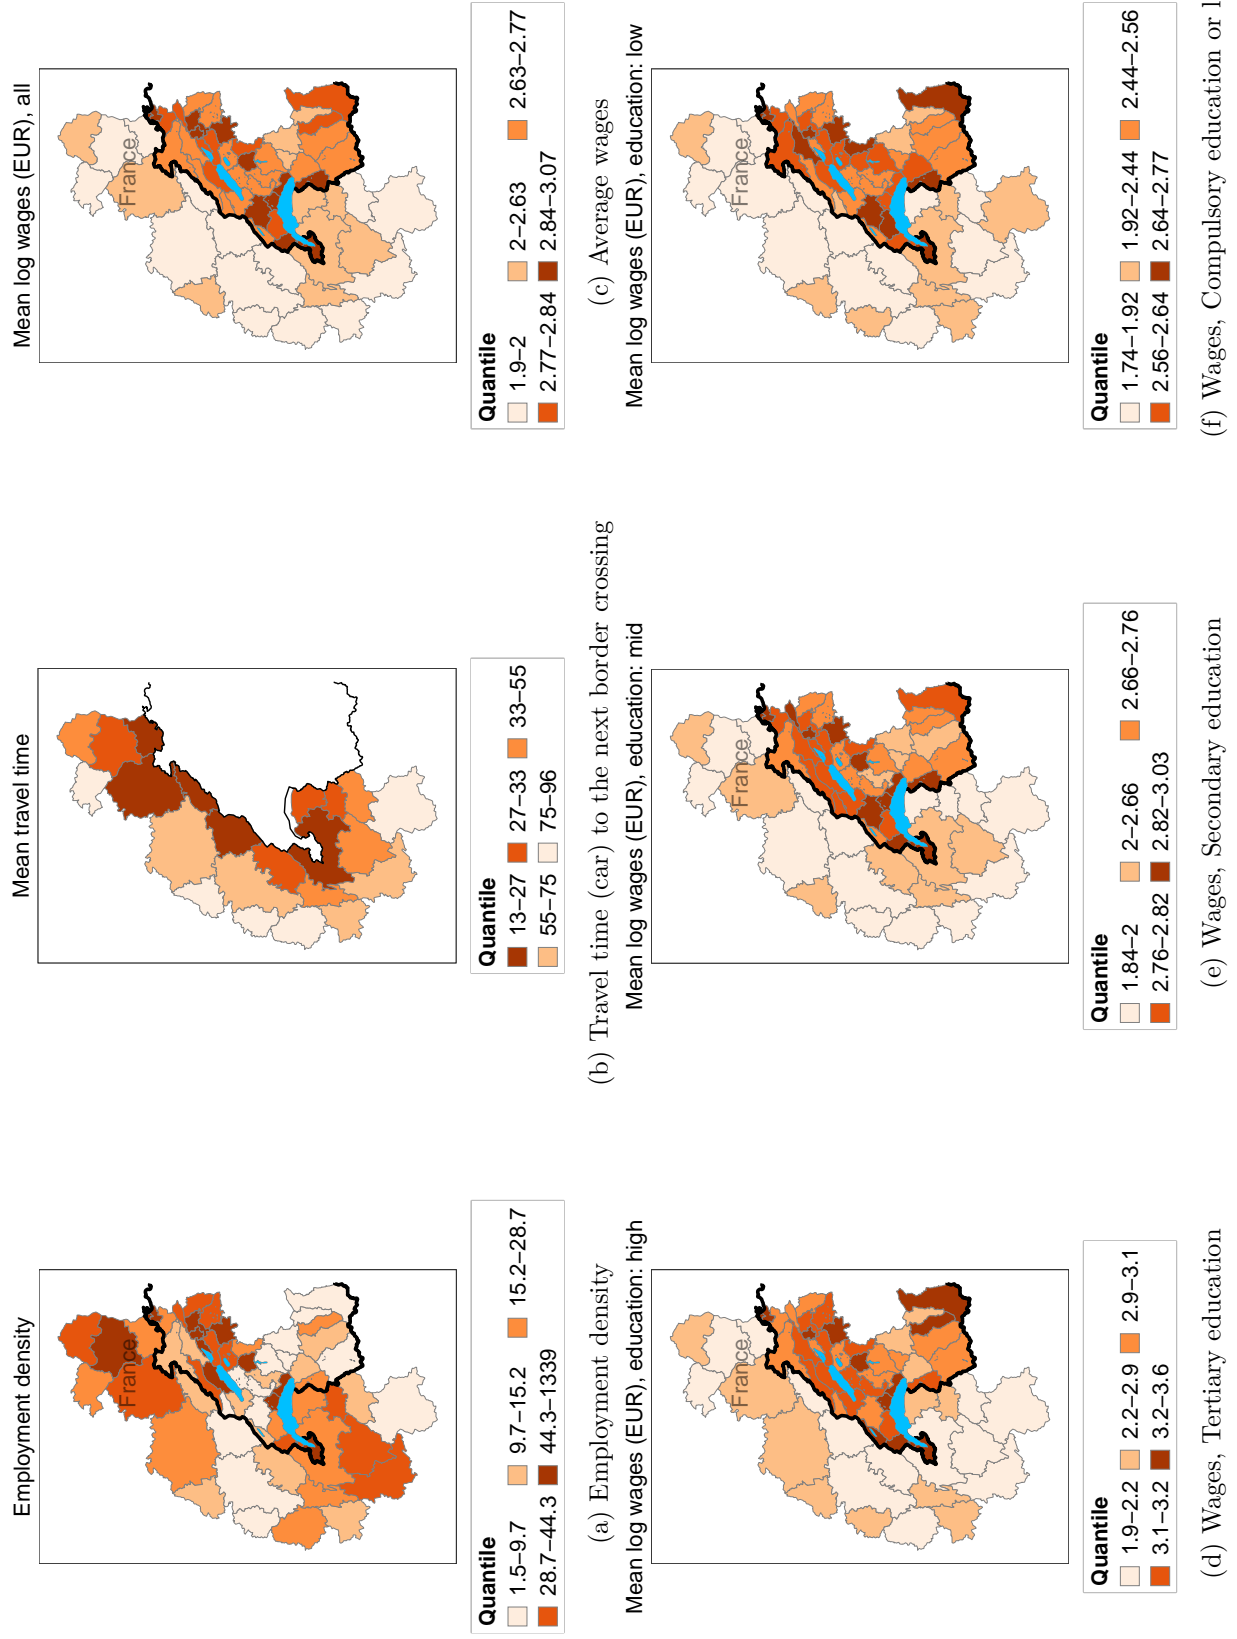 Employment density
France
Quantile
1.5−9.7 9.7−15.2 15.2−28.7
28.7−44.3 44.3−1339
(a) Employment density
Mean travel time
Quantile
13−27 27−33 33−55
55−75 75−96
(b) Travel time (car) to the next border crossing
Mean log wages (EUR), all
France
Quantile
1.9−2 2−2.63 2.63−2.77
2.77−2.84 2.84−3.07
(c) Average wages
Mean log wages (EUR), education: high
France
Quantile
1.9−2.2 2.2−2.9 2.9−3.1
3.1−3.2 3.2−3.6
(d) Wages, Tertiary education
Mean log wages (EUR), education: mid
France
Quantile
1.84−2 2−2.66 2.66−2.76
2.76−2.82 2.82−3.03
(e) Wages, Secondary education
Mean log wages (EUR), education: low
France
Quantile
1.74−1.92 1.92−2.44 2.44−2.56
2.56−2.64 2.64−2.77
(f) Wages, Compulsory education or